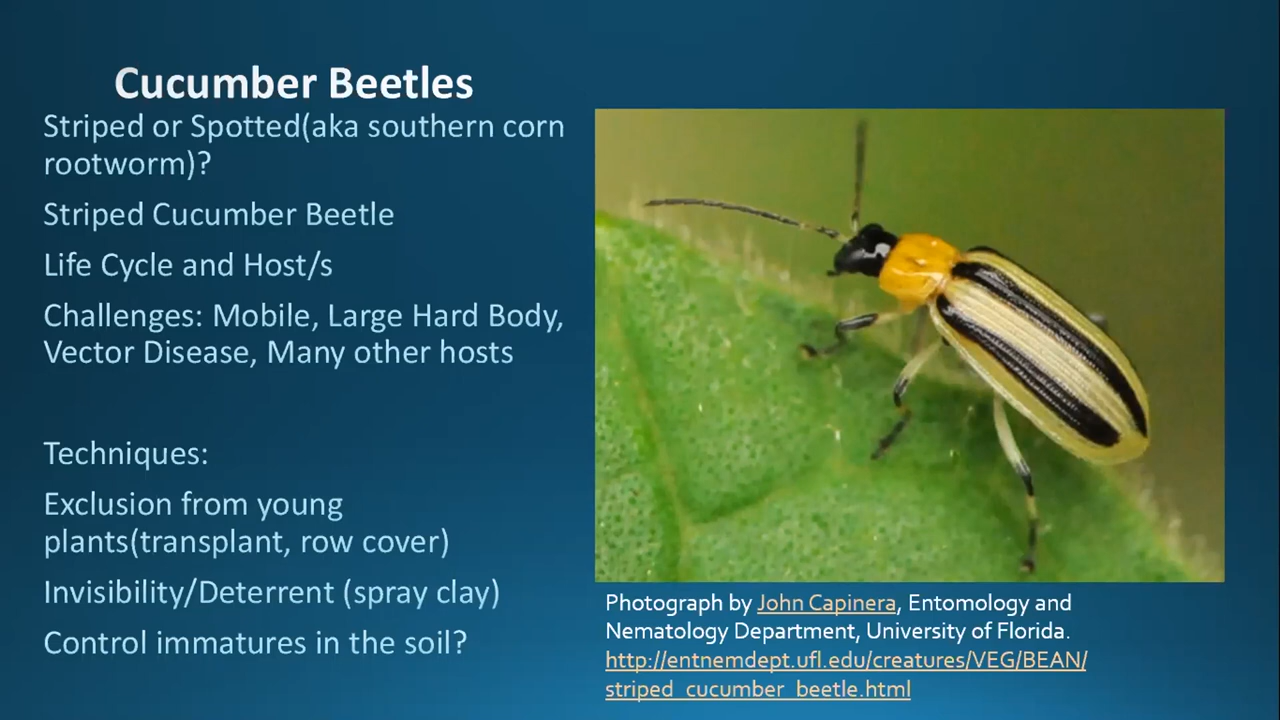 Cucumber Beetles
Striped or Spotted(aka southern corn
rootworm)?
Striped Cucumber Beetle
Life Cycle and Host/s
Challenges: Mobile, Large Hard Body,
Vector Disease, Many other hosts
Techniques:
Exclusion from young
plants(transplant, row cover)
Invisibility/Deterrent (spray clay)
Control immatures in the soil?
Photograph by John Capinera, Entomology and
Nematology Department, University of Florida.
http://entnemdept.ufl.edu/creatures/VEG/BEAN/
striped_cucumber_beetle.html